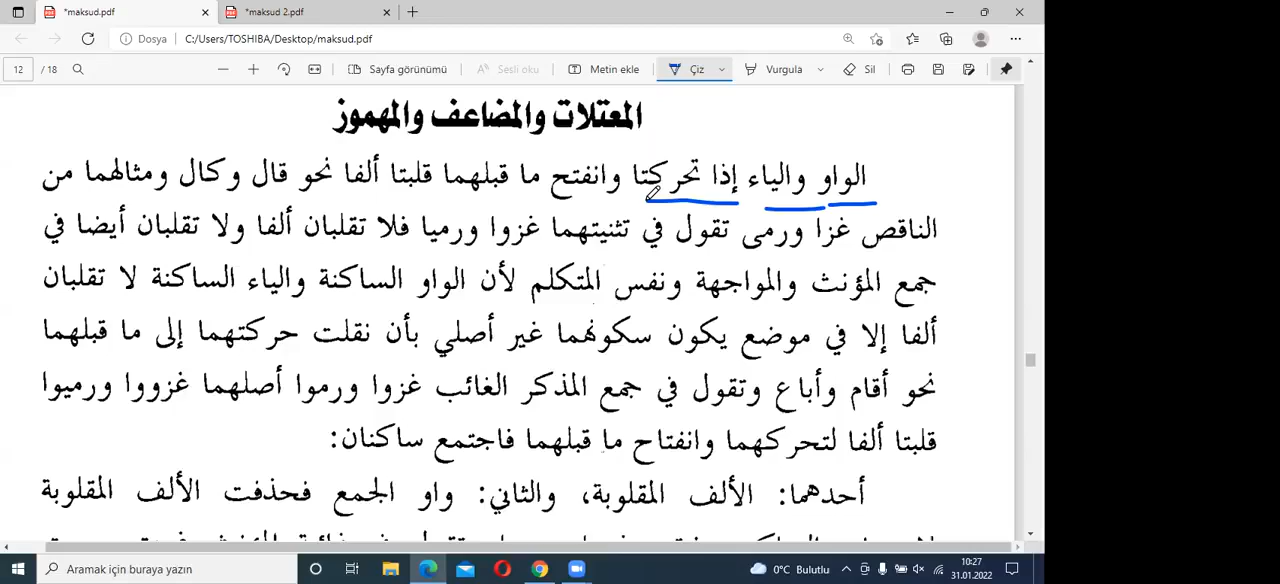 *maksud.pdf
*maksud 2.pdf
Dosya
C:/Users/TOSHIBA/Desktop/maksud.pdf
12
/ 18
Sayfa görünümü
Sesli oku
Metin ekle
Çiz
Vurgula
Sil
المعتلات والمضاعف والمهموز
الواو والياء إذا تحركتا وانفتح ما قبلهما قلبتا ألفا نحو قال وكال ومثالهما من
الناقص غزا ورمى تقول في تثنيتهما غزوا ورميا فلا تقلبان ألفا ولا تقلبان أيضا في
جمع المؤنث والمواجهة ونفس المتكلم لأن الواو الساكنة والياء الساكنة لا تقلبان
ألفا إلا في موضع يكون سكونهما غير أصلي بأن نقلت حركتهما إلى ما قبلهما
نحو أقام وأباع وتقول في جمع المذكر الغائب غزوا ورموا أصلهما غزووا ورميوا
قلبتا ألفا لتحركهما وانفتاح ما قبلهما فاجتمع ساكنان:
أحدهما: الألف المقلوبة، والثاني: واو الجمع فحذفت الألف المقلوبة
Aramak için buraya yazın
0°C Bulutlu
10:27
31.01.2022